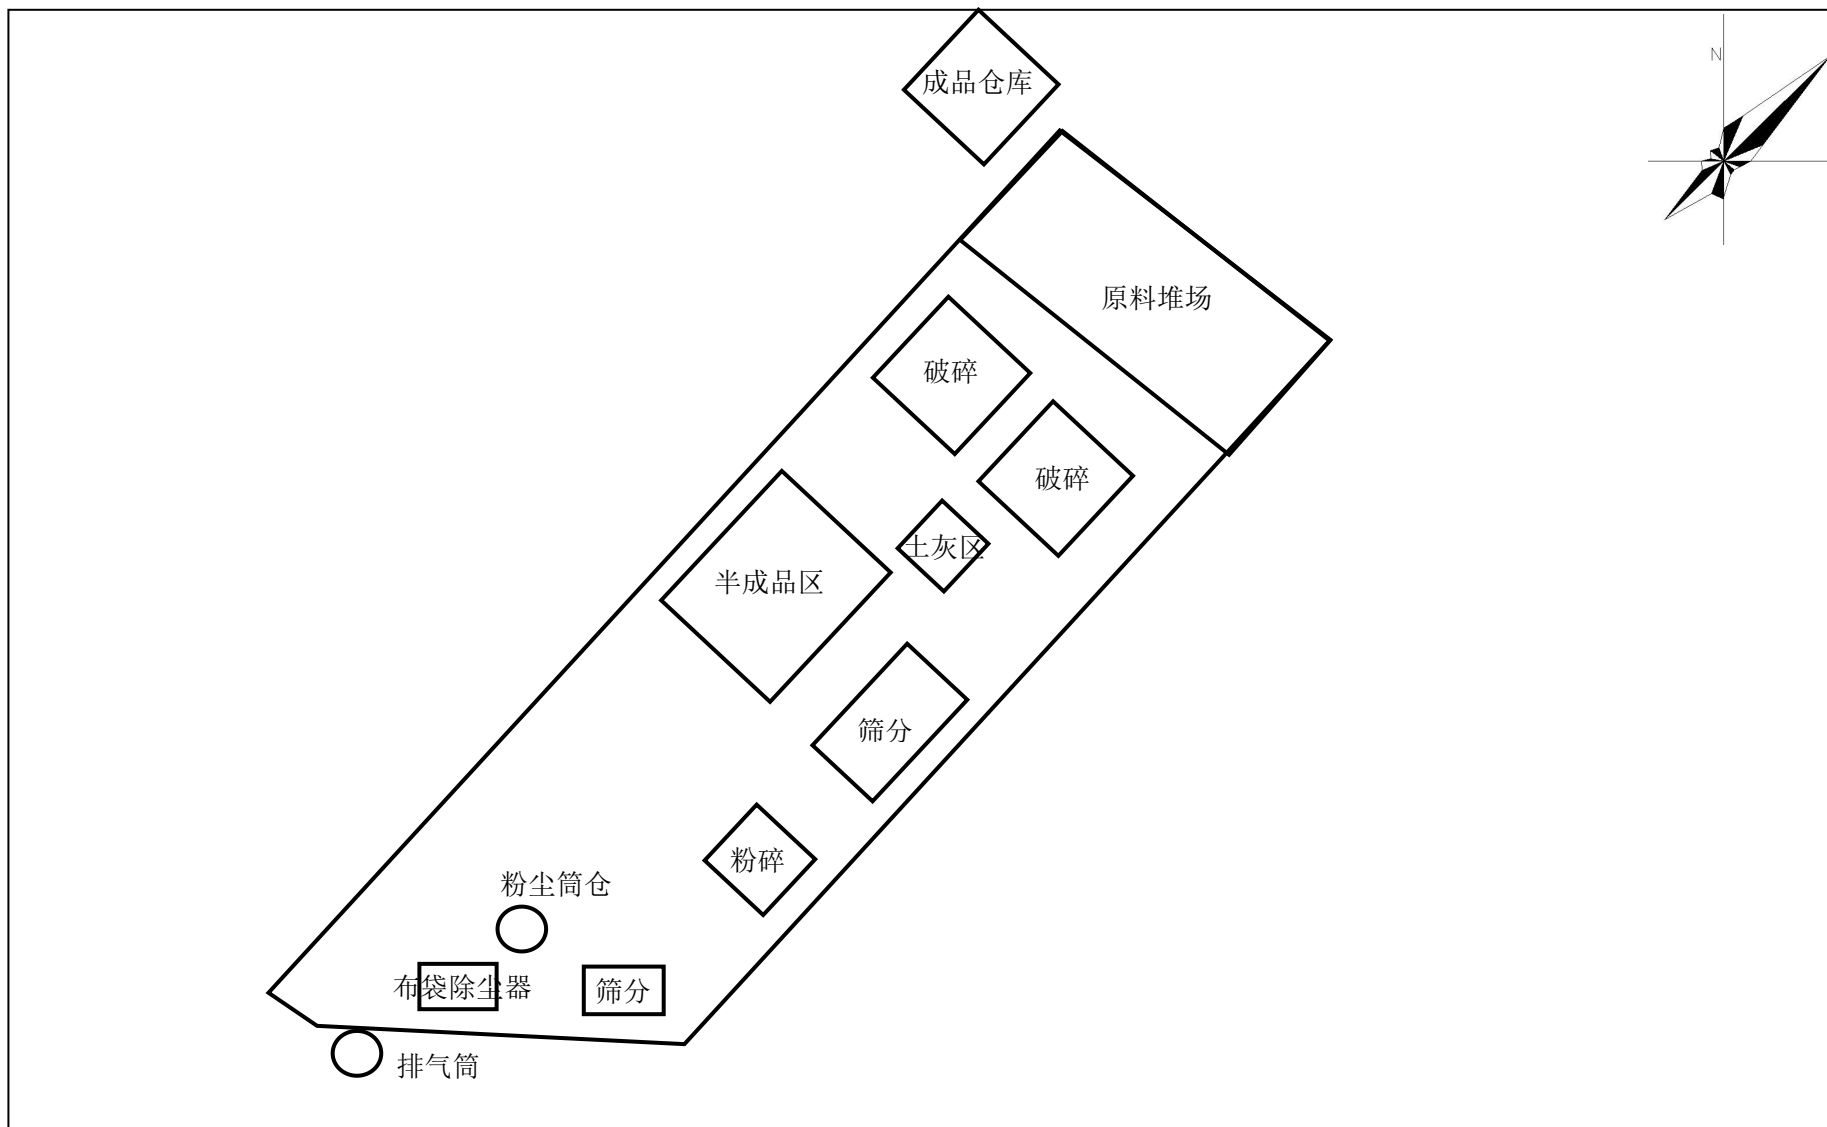 成品仓库
N
原料堆场
破碎
破碎
土灰区
半成品区
筛分
粉碎
粉尘筒仓
布袋除尘器
筛分
排气筒